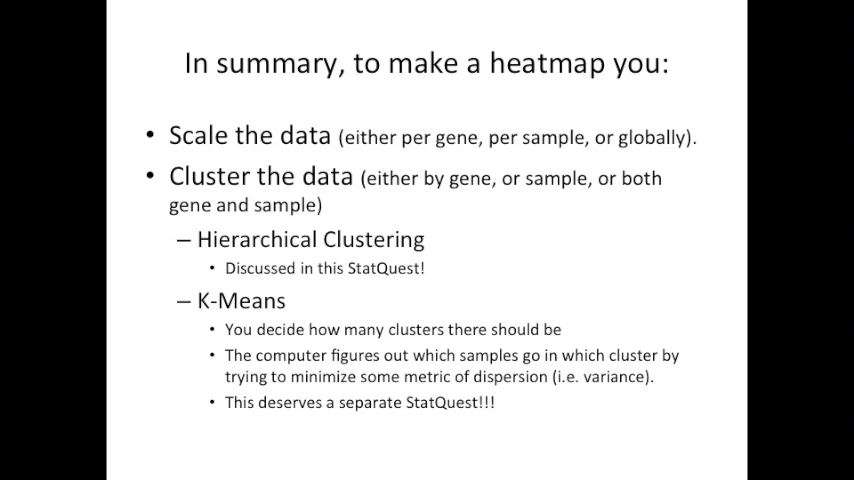 In summary, to make a heatmap you:
• Scale the data (either per gene, per sample, or globally).
• Cluster the data (either by gene, or sample, or both
gene and sample)
– Hierarchical Clustering
• Discussed in this StatQuest!
– K-Means
• You decide how many clusters there should be
• The computer figures out which samples go in which cluster by
trying to minimize some metric of dispersion (i.e. variance).
• This deserves a separate StatQuest!!!